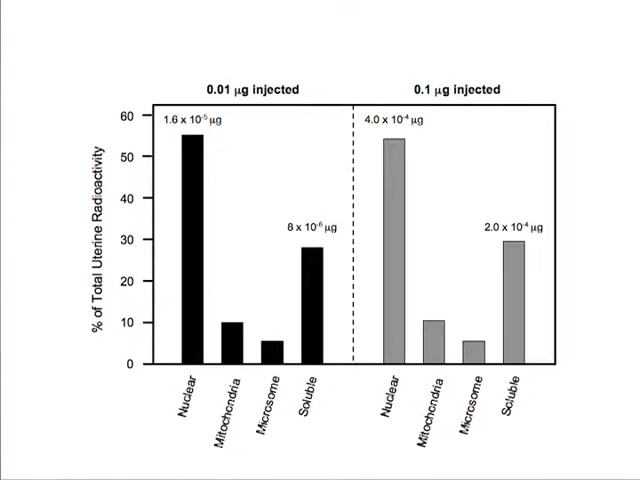 0.01 μg injected
0.1 μg injected
% of Total Uterine Radioactivity
60
50
40
30
20
10
0
1.6 x 10⁻⁵ μg
8 x 10⁻⁶ μg
4.0 x 10⁻⁴ μg
2.0 x 10⁻⁴ μg
Nuclear
Mitochondria
Microsome
Soluble
Nuclear
Mitochondria
Microsome
Soluble